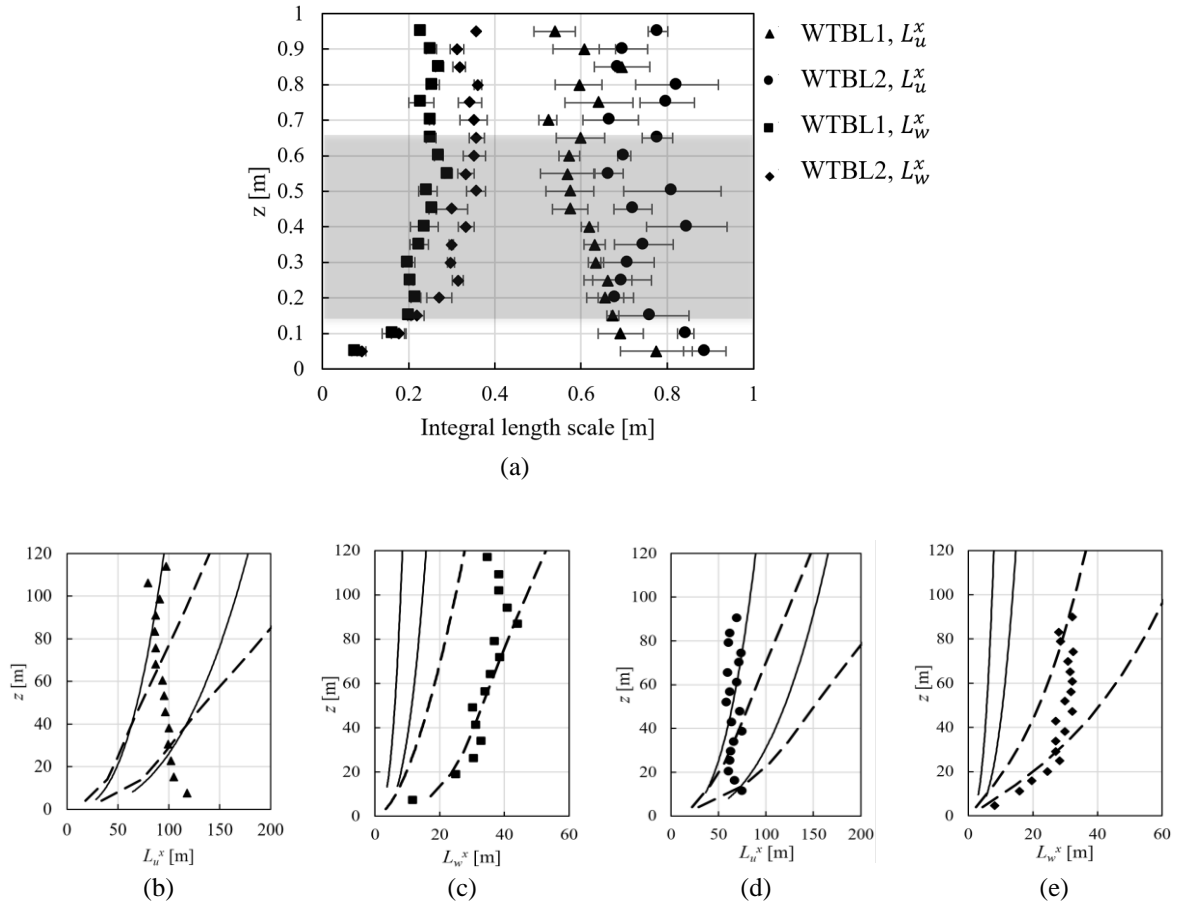 1
0.9
0.8
0.7
0.6
0.5
0.4
0.3
0.2
0.1
0
z [m]
0 0.2 0.4 0.6 0.8 1
Integral length scale [m]
WTBL1, L_u^x
WTBL2, L_u^x
WTBL1, L_w^x
WTBL2, L_w^x
(a)
120
100
80
60
40
20
0
z [m]
0 50 100 150 200
L_u^x [m]
(b)
120
100
80
60
40
20
0
z [m]
0 20 40 60
L_w^x [m]
(c)
120
100
80
60
40
20
0
z [m]
0 50 100 150 200
L_u^x [m]
(d)
120
100
80
60
40
20
0
z [m]
0 20 40 60
L_w^x [m]
(e)